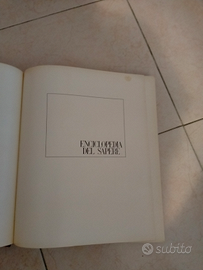 ENCICLOPEDIA
DEL SAPERE
subito